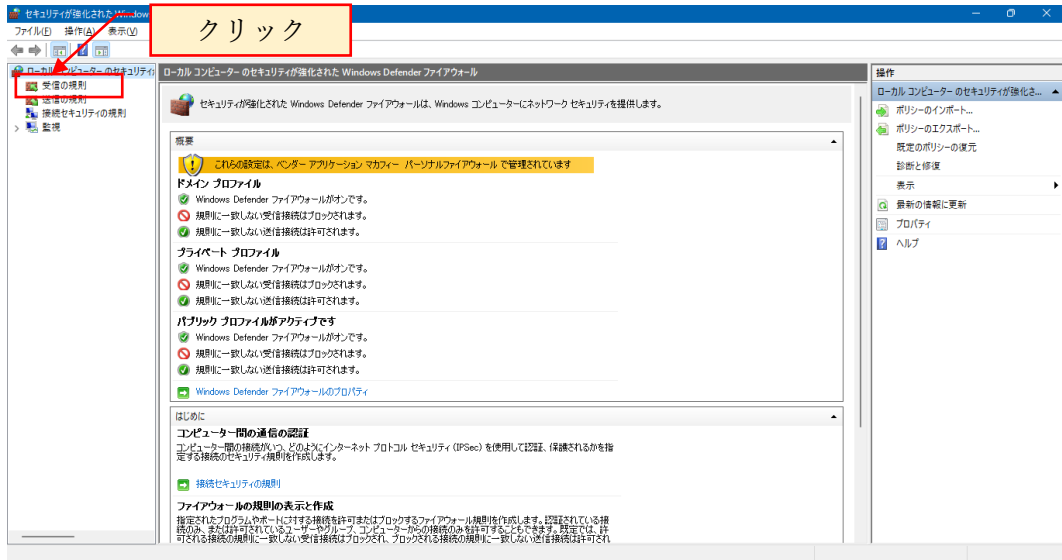 セキュリティが強化された Window
クリック
ファイル(F) 操作(A) 表示(V)
ローカル コンピューター のセキュリティ
受信の規則
送信の規則
接続セキュリティの規則
監視
ローカル コンピューター のセキュリティが強化された Windows Defender ファイアウォール
セキュリティが強化された Windows Defender ファイアウォールは、Windows コンピューターにネットワーク セキュリティを提供します。
概要
これらの設定は、ベンダー アプリケーション マカフィー パーソナルファイアウォール で管理されています
ドメイン プロファイル
Windows Defender ファイアウォールがオンです。
規則に一致しない受信接続はブロックされます。
規則に一致しない送信接続は許可されます。
プライベート プロファイル
Windows Defender ファイアウォールがオンです。
規則に一致しない受信接続はブロックされます。
規則に一致しない送信接続は許可されます。
パブリック プロファイルがアクティブです
Windows Defender ファイアウォールがオンです。
規則に一致しない受信接続はブロックされます。
規則に一致しない送信接続は許可されます。
Windows Defender ファイアウォールのプロパティ
はじめに
コンピューター間の通信の認証
コンピューター間の接続がいつ、どのようにインターネット プロトコル セキュリティ (IPSec) を使用して認証、保護されるかを指
定する接続のセキュリティ規則を作成します。
接続セキュリティの規則
ファイアウォールの規則の表示と作成
指定されたプログラムやポートに対する接続を許可またはブロックするファイアウォール規則を作成します。認証されている接
続のみ、または許可されているユーザーやグループ、コンピューターからの接続のみを許可することもできます。既定では、許
可される接続の規則に一致しない受信接続はブロックされ、ブロックされる接続の規則に一致しない送信接続は許可され
操作
ローカル コンピューター のセキュリティが強化さ...
ポリシーのインポート...
ポリシーのエクスポート...
既定のポリシーの復元
診断と修復
表示
最新の情報に更新
プロパティ
ヘルプ